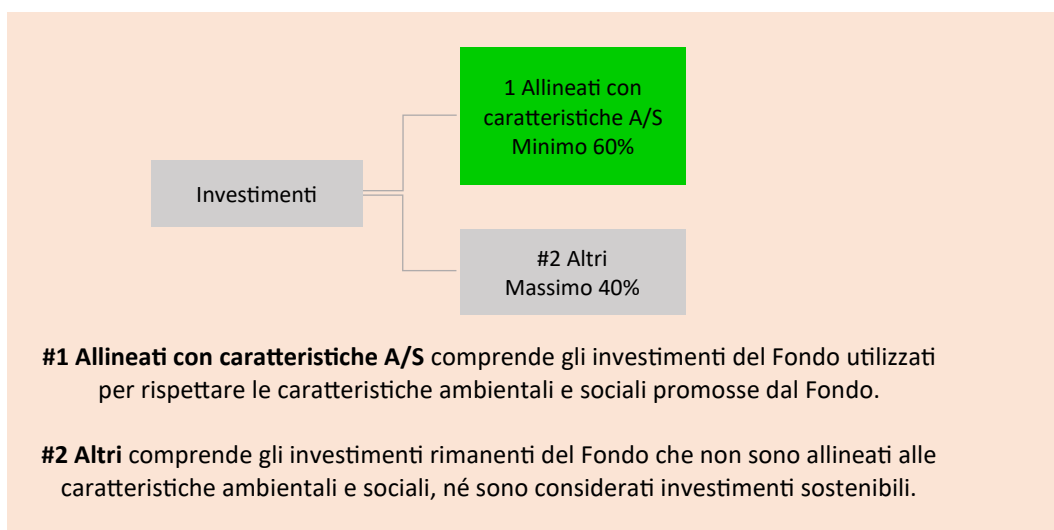 1 Allineati con
caratteristiche A/S
Minimo 60%
Investimenti
#2 Altri
Massimo 40%
#1 Allineati con caratteristiche A/S comprende gli investimenti del Fondo utilizzati
per rispettare le caratteristiche ambientali e sociali promosse dal Fondo.
#2 Altri comprende gli investimenti rimanenti del Fondo che non sono allineati alle
caratteristiche ambientali e sociali, né sono considerati investimenti sostenibili.